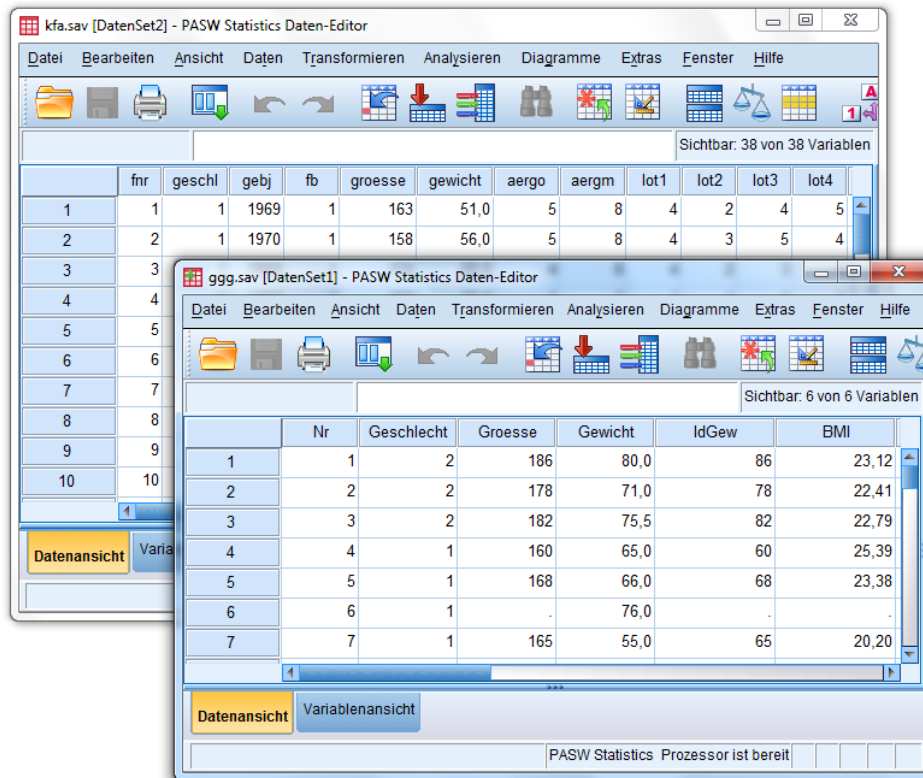 kfa.sav [DatenSet2] - PASW Statistics Daten-Editor
Datei Bearbeiten Ansicht Daten Transformieren Analysieren Diagramme Extras Fenster Hilfe
A
1
Sichtbar: 38 von 38 Variablen
fnr geschl gebj fb groesse gewicht aergo aergm lot1 lot2 lot3 lot4
1 1 1 1969 1 163 51,0 5 8 4 2 4 5
2 2 1 1970 1 158 56,0 5 8 4 3 5 4
3 3
4 4
5 5
6 6
7 7
8 8
9 9
10 10
Datenansicht Varia
ggg.sav [DatenSet1] - PASW Statistics Daten-Editor
Datei Bearbeiten Ansicht Daten Transformieren Analysieren Diagramme Extras Fenster Hilfe
Sichtbar: 6 von 6 Variablen
Nr Geschlecht Groesse Gewicht IdGew BMI
1 1 2 186 80,0 86 23,12
2 2 2 178 71,0 78 22,41
3 3 2 182 75,5 82 22,79
4 4 1 160 65,0 60 25,39
5 5 1 168 66,0 68 23,38
6 6 1 . 76,0 . .
7 7 1 165 55,0 65 20,20
Datenansicht Variablenansicht
PASW Statistics Prozessor ist bereit